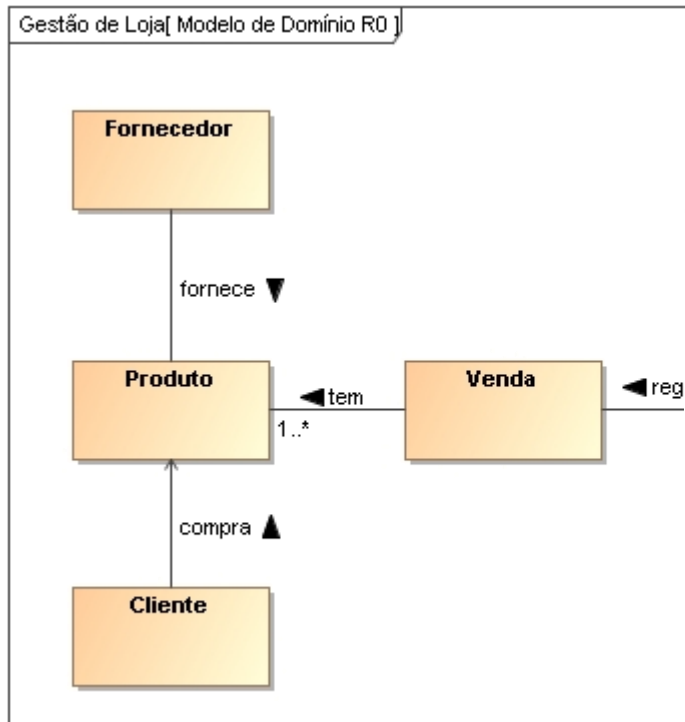 Gestão de Loja[ Modelo de Domínio R0 ]
Fornecedor
fornece
Produto
tem
1..*
Venda
reg
compra
Cliente